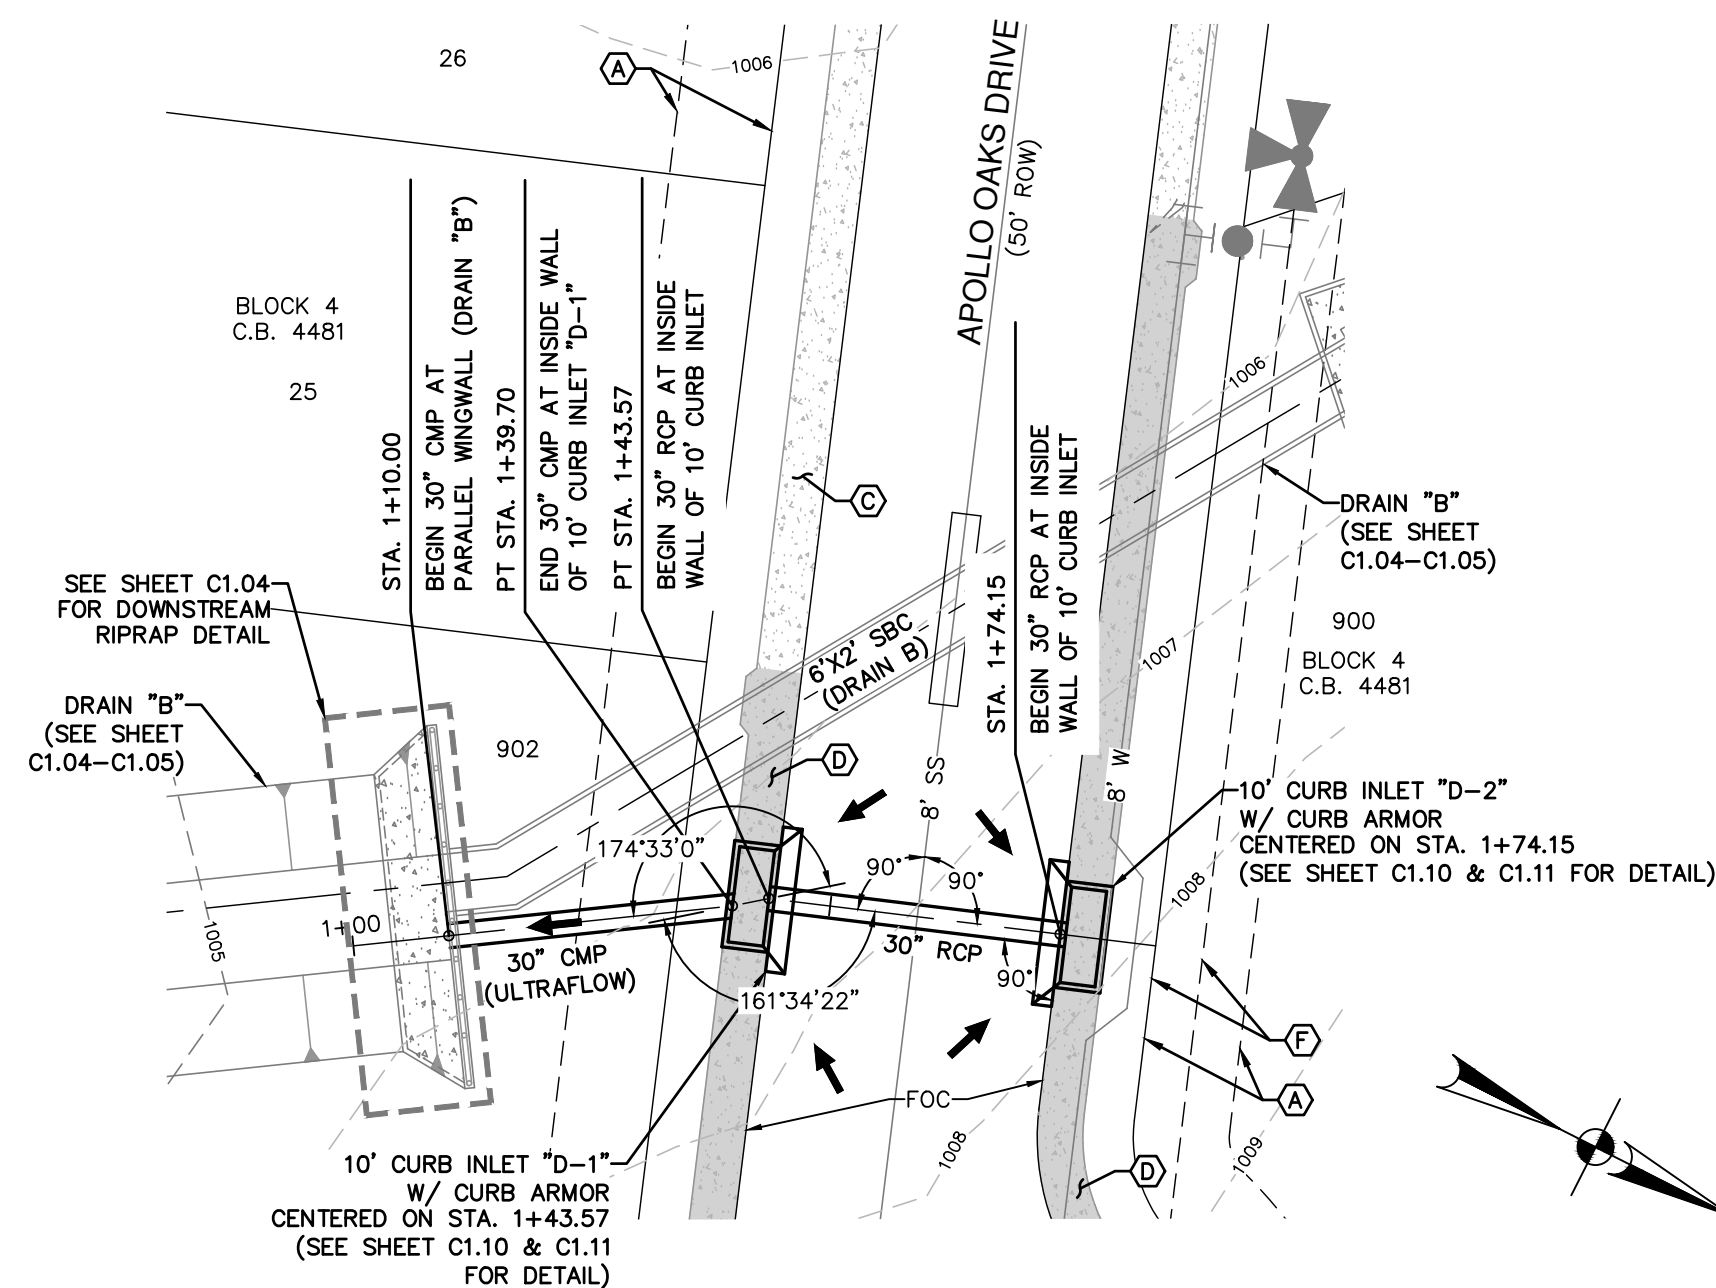 26
A
1006
APOLLO OAKS DRIVE
(50' ROW)
BLOCK 4
C.B. 4481
25
STA. 1+10.00
BEGIN 30" CMP AT
PARALLEL WINGWALL (DRAIN "B")
PT STA. 1+39.70
END 30" CMP AT INSIDE WALL
OF 10' CURB INLET "D-1"
PT STA. 1+43.57
BEGIN 30" RCP AT INSIDE
WALL OF 10' CURB INLET
STA. 1+74.15
BEGIN 30" RCP AT INSIDE
WALL OF 10' CURB INLET
C
1006
DRAIN "B"
(SEE SHEET
C1.04-C1.05)
SEE SHEET C1.04
FOR DOWNSTREAM
RIPRAP DETAIL
DRAIN "B"
(SEE SHEET
C1.04-C1.05)
902
6'X2' SBC
(DRAIN B)
900
BLOCK 4
C.B. 4481
1007
D
8' SS
8' W
10' CURB INLET "D-2"
W/ CURB ARMOR
CENTERED ON STA. 1+74.15
(SEE SHEET C1.10 & C1.11 FOR DETAIL)
174°33'0"
90°
90°
1008
1+00
1005
30" CMP
(ULTRAFLOW)
30" RCP
90°
161°34'22"
F
A
FOC
1008
1009
D
10' CURB INLET "D-1"
W/ CURB ARMOR
CENTERED ON STA. 1+43.57
(SEE SHEET C1.10 & C1.11
FOR DETAIL)